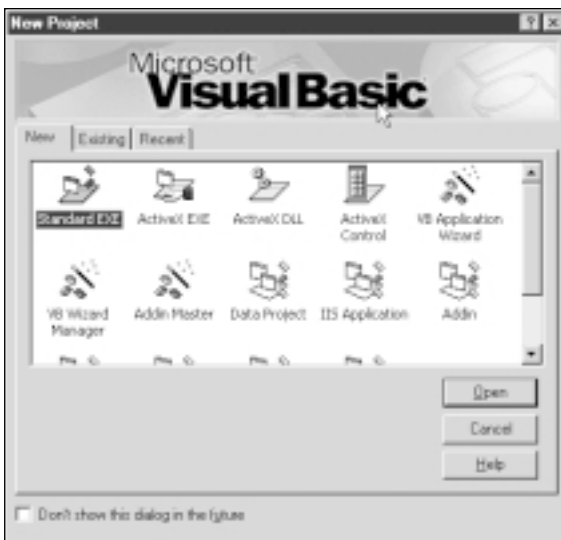 New Project
Microsoft
Visual Basic
New Existing Recent
Standard EXE ActiveX EXE ActiveX DLL ActiveX Control VB Application Wizard
VB Wizard Manager Addin Master Data Project IIS Application Addin
Open
Cancel
Help
Don't show this dialog in the future